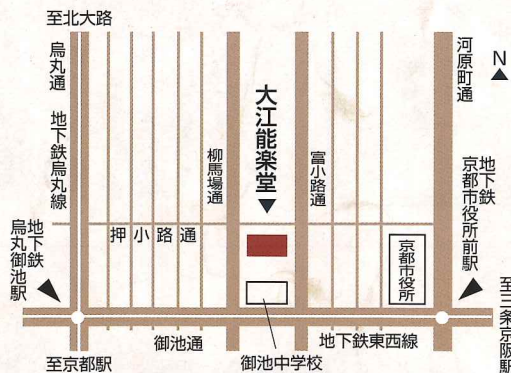 至北大路
烏丸通
地下鉄烏丸線
地下鉄
烏丸御池駅
押小路通
柳馬場通
大江能楽堂
富小路通
河原町通
N
地下鉄
京都市役所前駅
京都市役所
至三条京阪駅
御池通
地下鉄東西線
至京都駅
御池中学校